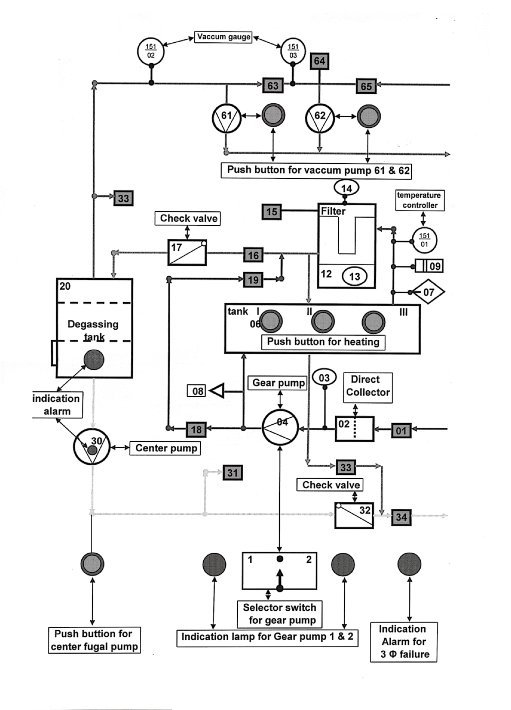 Vaccum gauge
151
02
151
03
64
63
65
61
62
Push button for vaccum pump 61 & 62
14
temperature
controller
33
Check valve
15
Filter
151
01
17
16
09
20
19
12
13
07
tank
I
II
III
06
Degassing
tank
Push button for heating
08
Gear pump
03
Direct
Collector
indication
alarm
02
01
18
04
30
Center pump
31
33
Check valve
32
34
1
2
Selector switch
for gear pump
Push button for
center fugal pump
Indication lamp for Gear pump 1 & 2
Indication
Alarm for
3 Φ failure